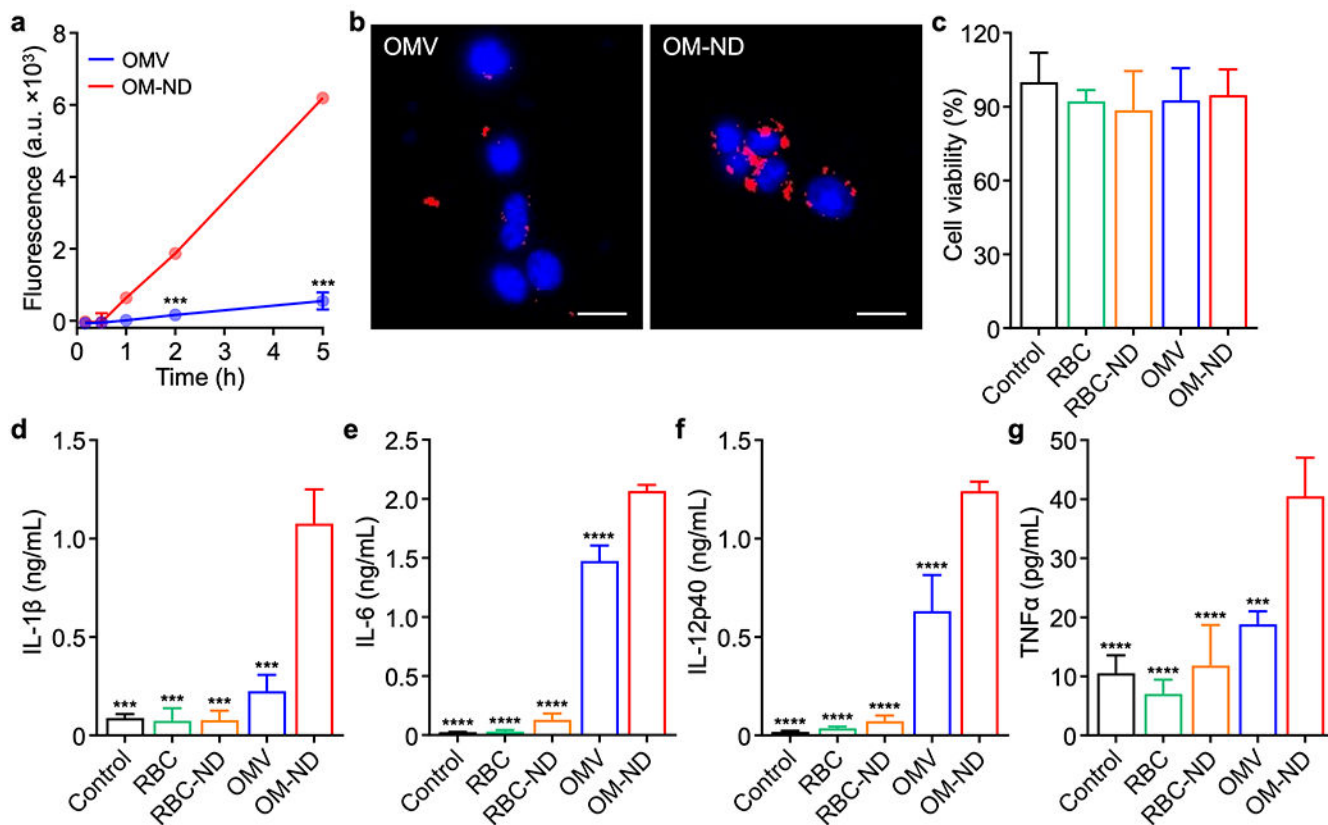 a
Fluorescence (a.u. ×10³)
8
6
4
2
0
OMV
OM-ND
***
***
0 1 2 3 4 5
Time (h)
b
OMV
OM-ND
c
Cell viability (%)
120
90
60
30
0
Control
RBC
RBC-ND
OMV
OM-ND
d
IL-1β (ng/mL)
1.5
1.0
0.5
0
*** *** *** ***
Control
RBC
RBC-ND
OMV
OM-ND
e
IL-6 (ng/mL)
2.5
2.0
1.5
1.0
0.5
0
**** **** **** ****
Control
RBC
RBC-ND
OMV
OM-ND
f
IL-12p40 (ng/mL)
1.5
1.0
0.5
0
**** **** **** ****
Control
RBC
RBC-ND
OMV
OM-ND
g
TNFα (pg/mL)
50
40
30
20
10
0
**** **** **** ***
Control
RBC
RBC-ND
OMV
OM-ND